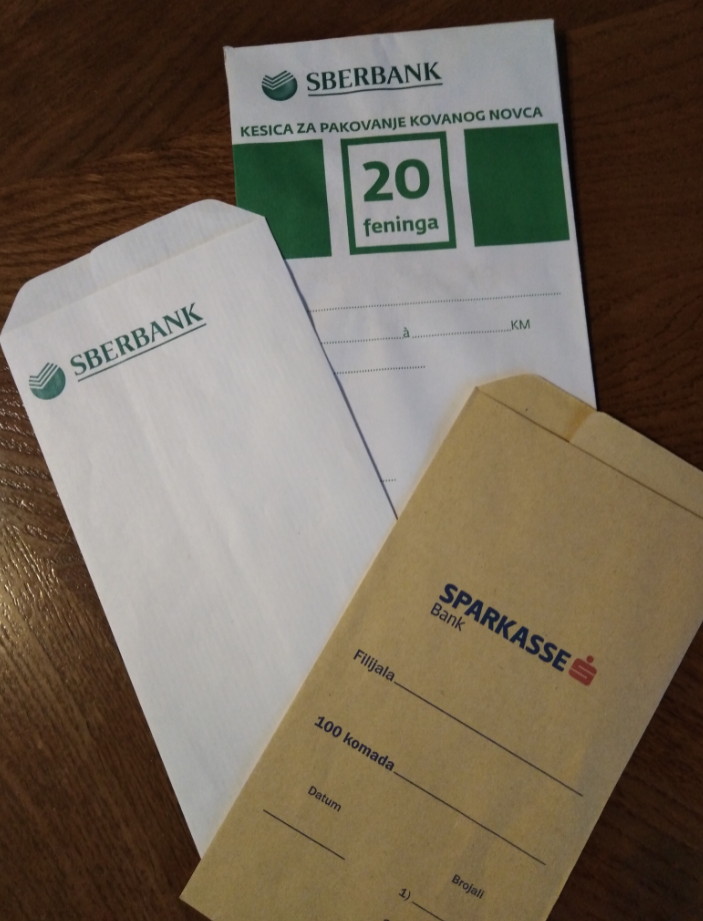 SBERBANK
KESICA ZA PAKOVANJE KOVANOG NOVCA
20
feninga
à KM
SBERBANK
SPARKASSE
Bank
Filijala
100 komada
Datum
Brojali
1)